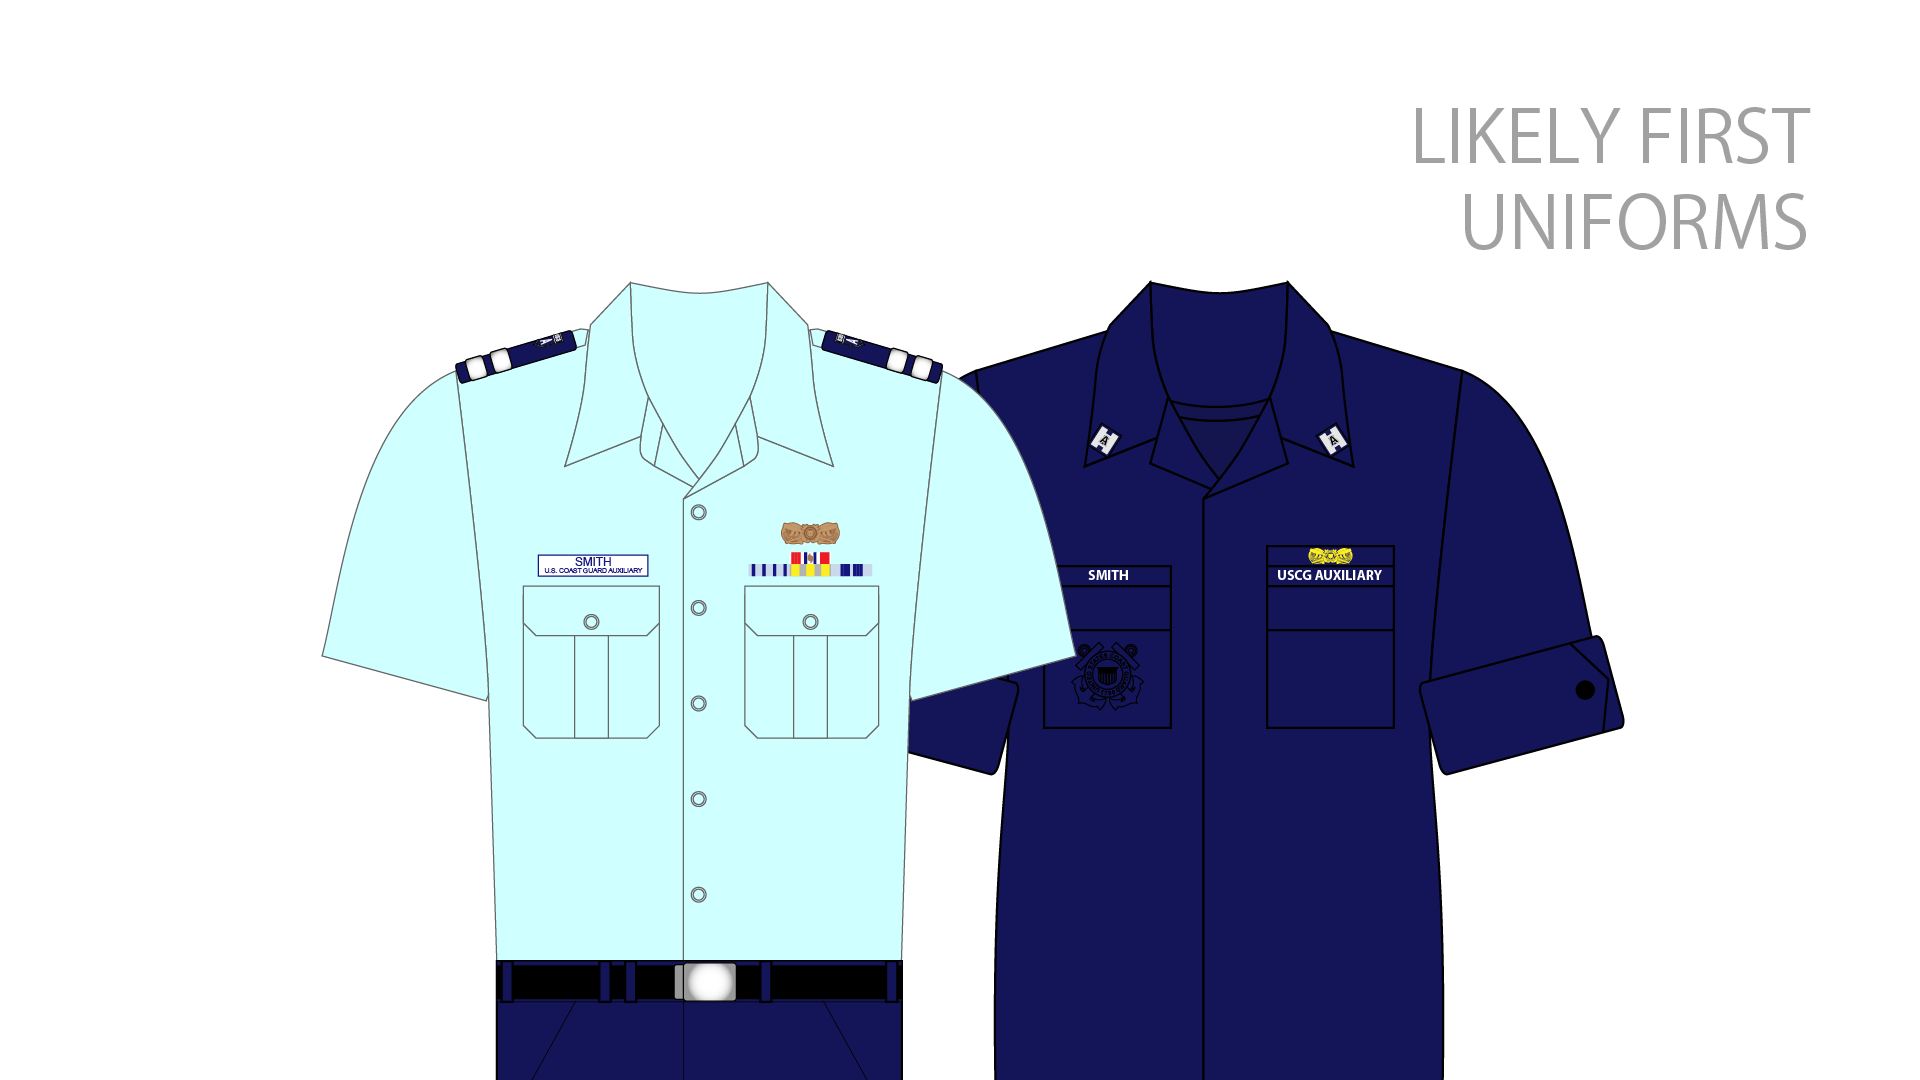 LIKELY FIRST
UNIFORMS
SMITH
U.S. COAST GUARD AUXILIARY
SMITH
USCG AUXILIARY
A
A